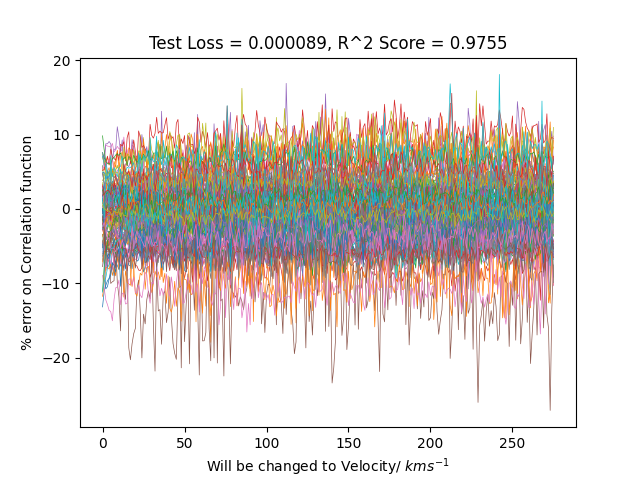 Test Loss = 0.000089, R^2 Score = 0.9755
20
10
0
−10
−20
% error on Correlation function
0 50 100 150 200 250
Will be changed to Velocity/ kms⁻¹